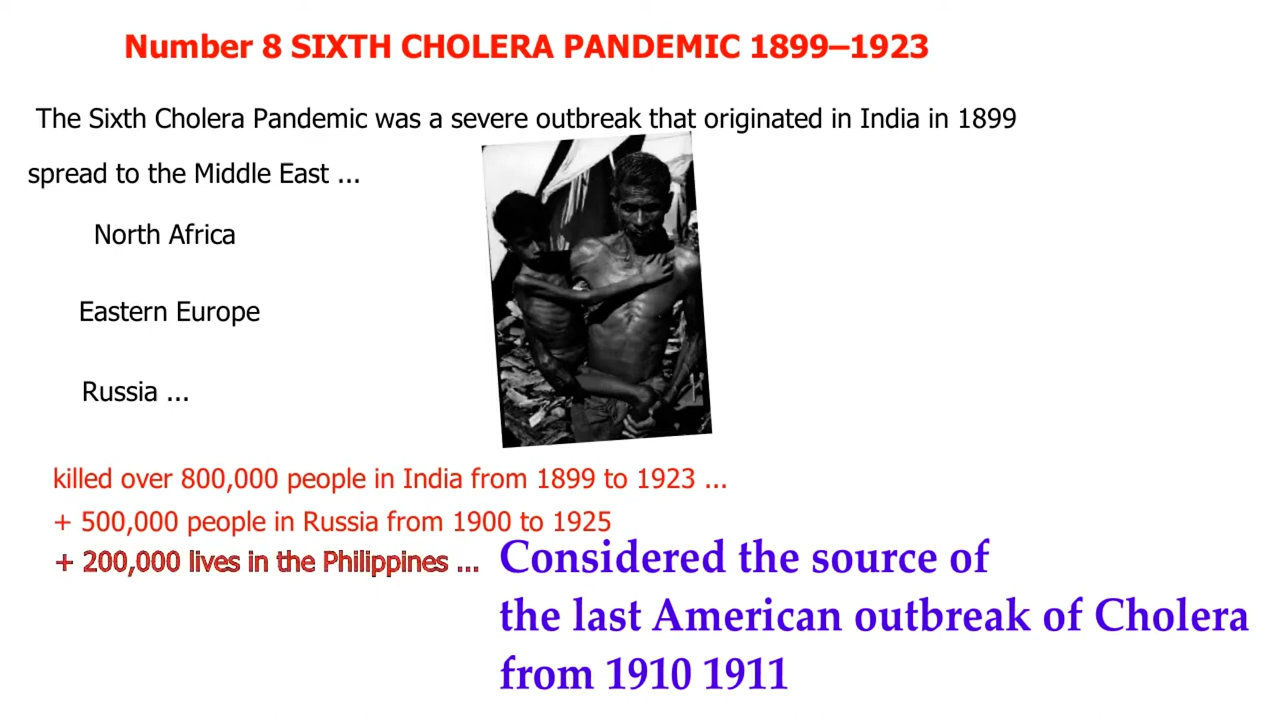 Number 8 SIXTH CHOLERA PANDEMIC 1899–1923
The Sixth Cholera Pandemic was a severe outbreak that originated in India in 1899
spread to the Middle East ...
North Africa
Eastern Europe
Russia ...
killed over 800,000 people in India from 1899 to 1923 ...
+ 500,000 people in Russia from 1900 to 1925
+ 200,000 lives in the Philippines ...
Considered the source of
the last American outbreak of Cholera
from 1910 1911